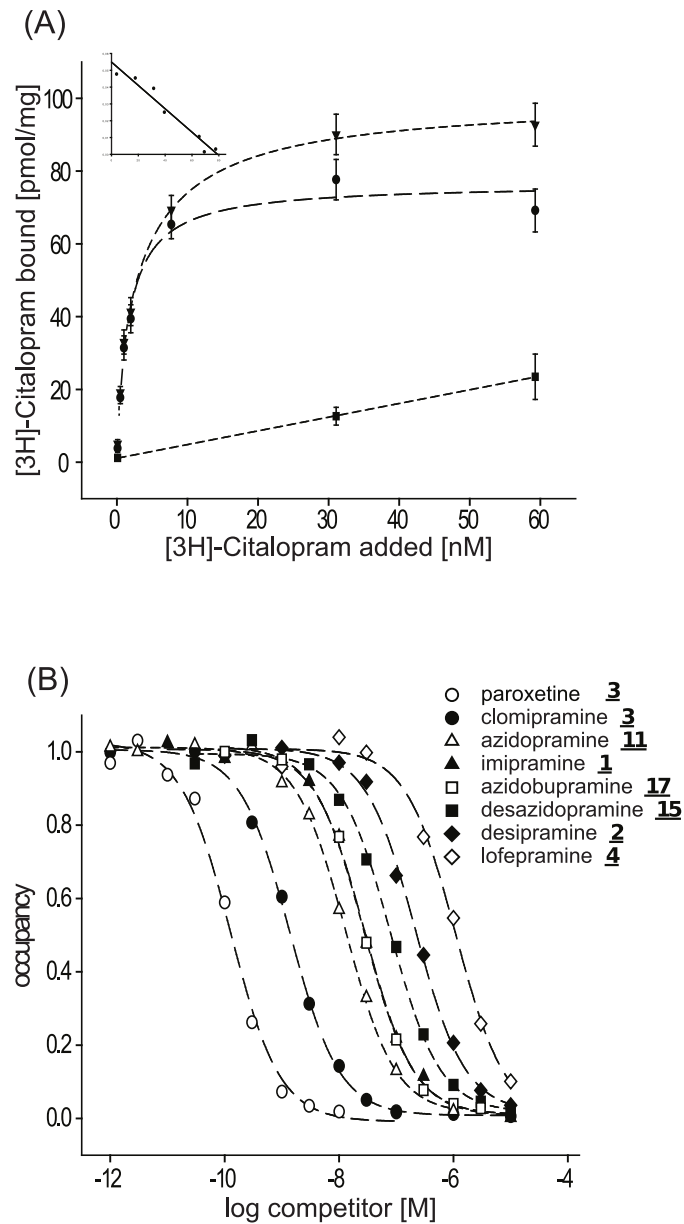 (A)
100
80
60
40
20
0
[3H]-Citalopram bound [pmol/mg]
0 10 20 30 40 50 60
[3H]-Citalopram added [nM]
(B)
paroxetine 3
clomipramine 3
azidopramine 11
imipramine 1
azidobupramine 17
desazidopramine 15
desipramine 2
lofepramine 4
1.0
0.8
0.6
0.4
0.2
0.0
occupancy
-12 -10 -8 -6 -4
log competitor [M]